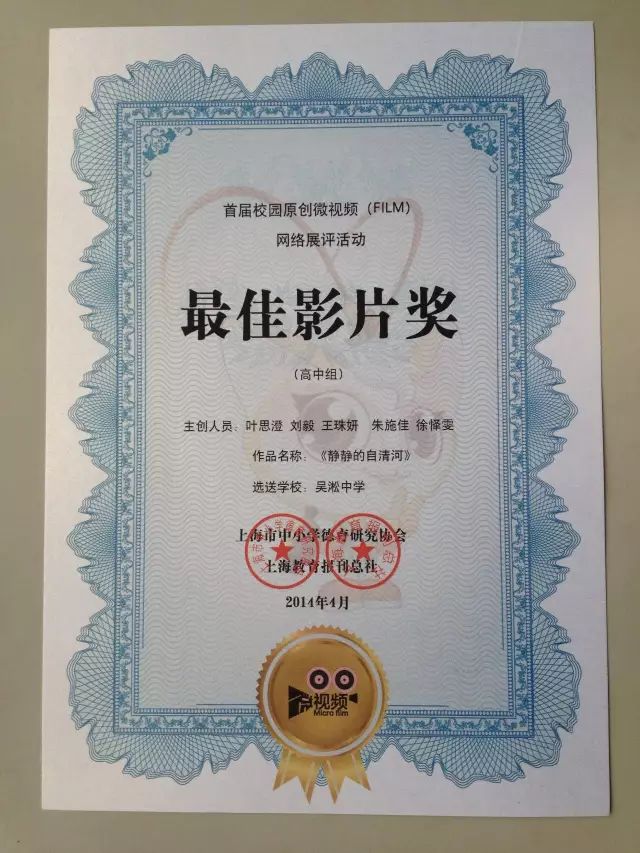 首届校园原创微视频（FILM）
网络展评活动
最佳影片奖
（高中组）
主创人员：叶思澄 刘毅 王珠妍 朱施佳 徐怿雯
作品名称：《静静的自清河》
选送学校：吴淞中学
上海市中小学德育研究协会
上海教育报刊总社
2014年4月
微视频
Micro film